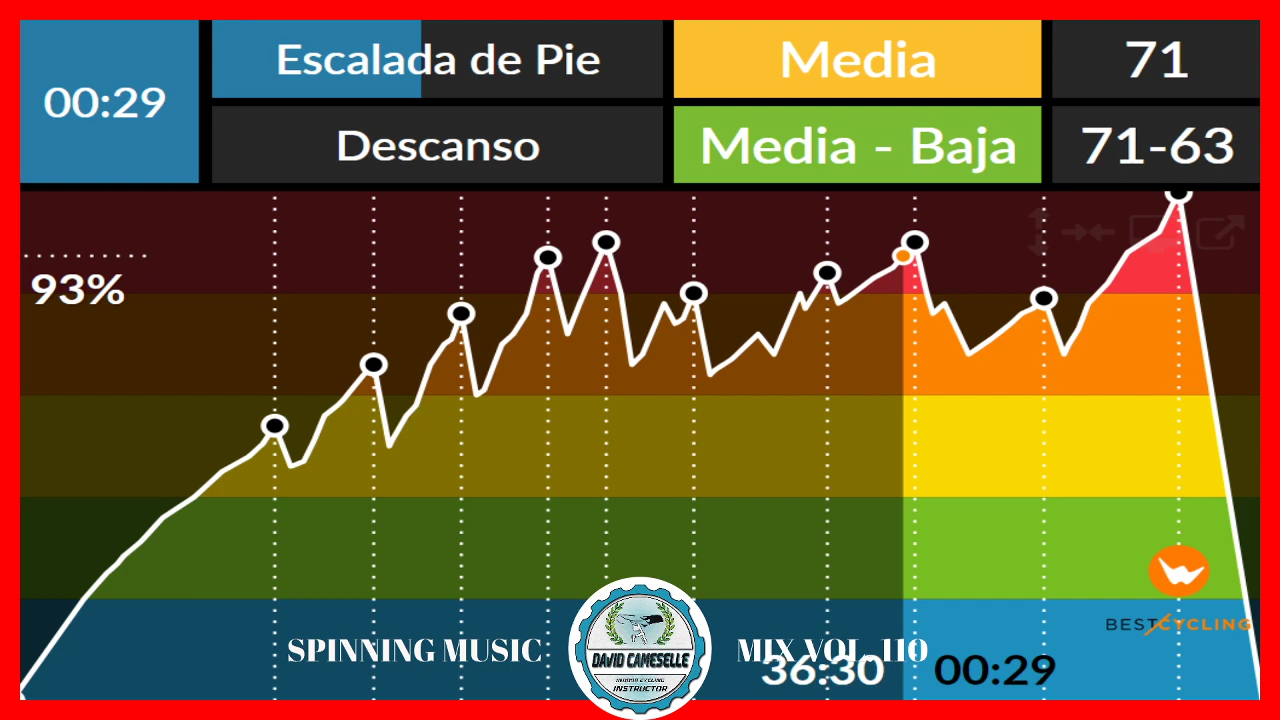 00:29
Escalada de Pie
Media
71
Descanso
Media - Baja
71-63
93%
BESTCYCLING
SPINNING MUSIC
DAVID CAMESELLE
INSTRUCTOR
MIX VOL. 110
36:30
00:29